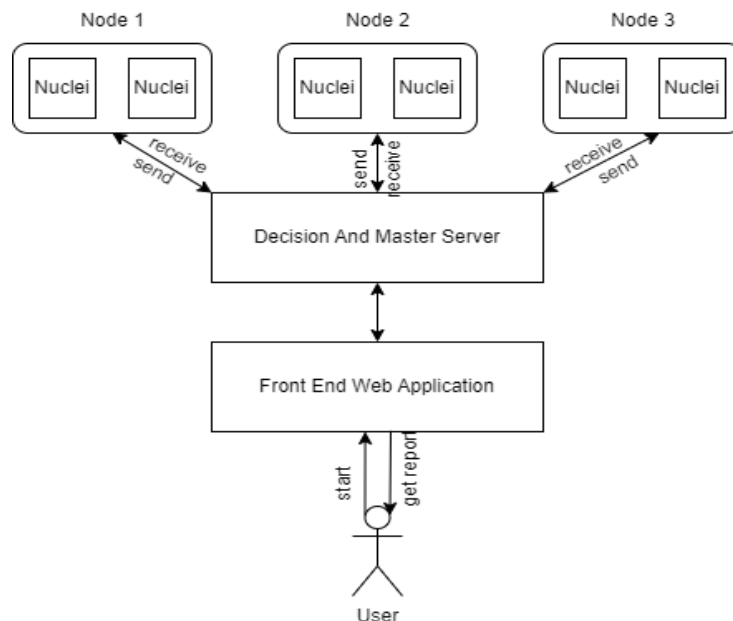 Node 1
Node 2
Node 3
Nuclei
Nuclei
Nuclei
Nuclei
Nuclei
Nuclei
receive
send
send
receive
receive
send
Decision And Master Server
Front End Web Application
start
get report
User